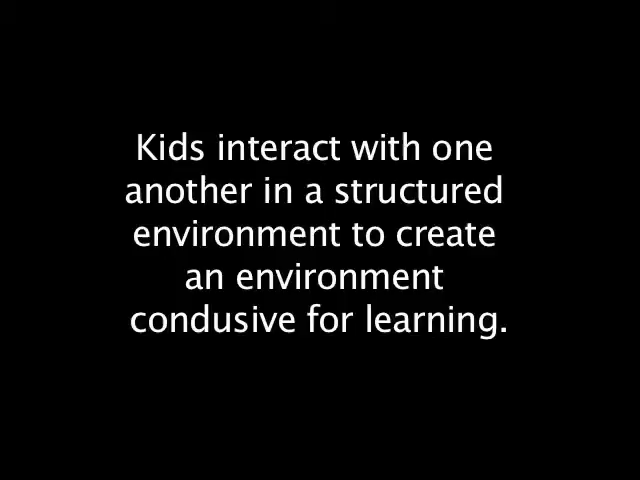 Kids interact with one
another in a structured
environment to create
an environment
condusive for learning.